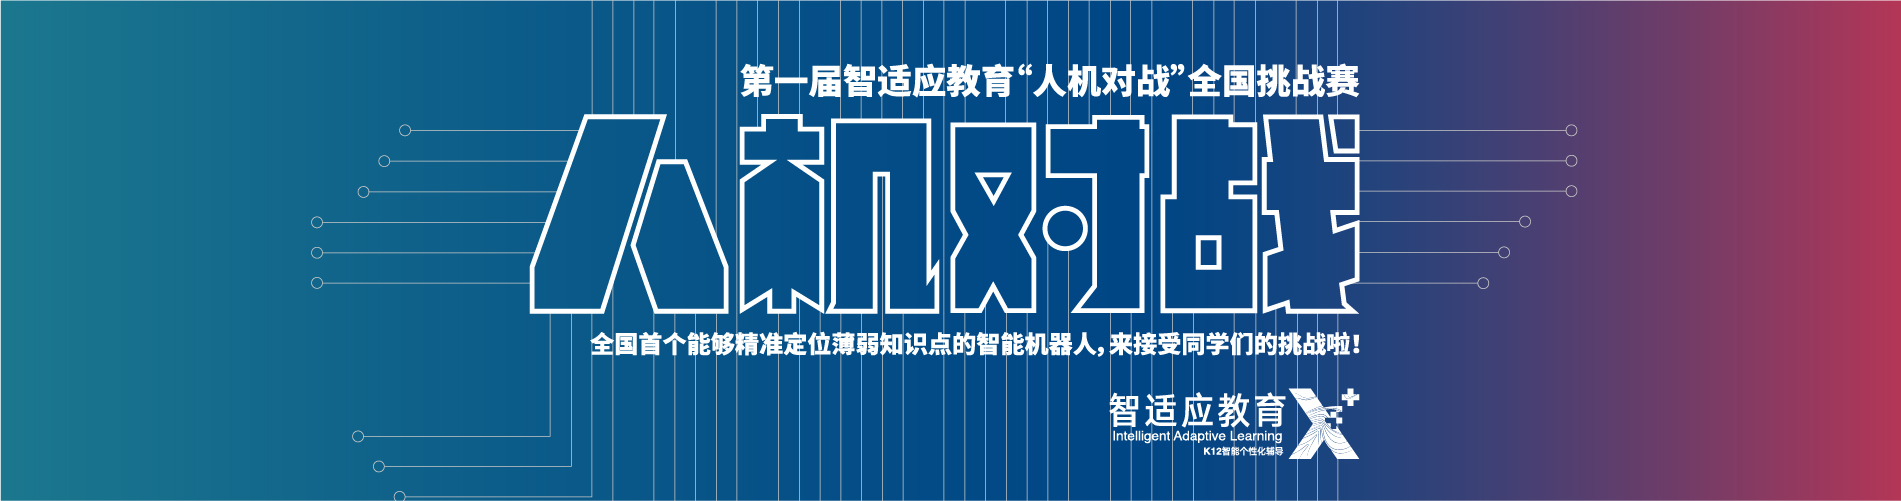 第一届智适应教育“人机对战”全国挑战赛
人机对战
全国首个能够精准定位薄弱知识点的智能机器人，来接受同学们的挑战啦！
智适应教育
Intelligent Adaptive Learning
K12智能个性化辅导